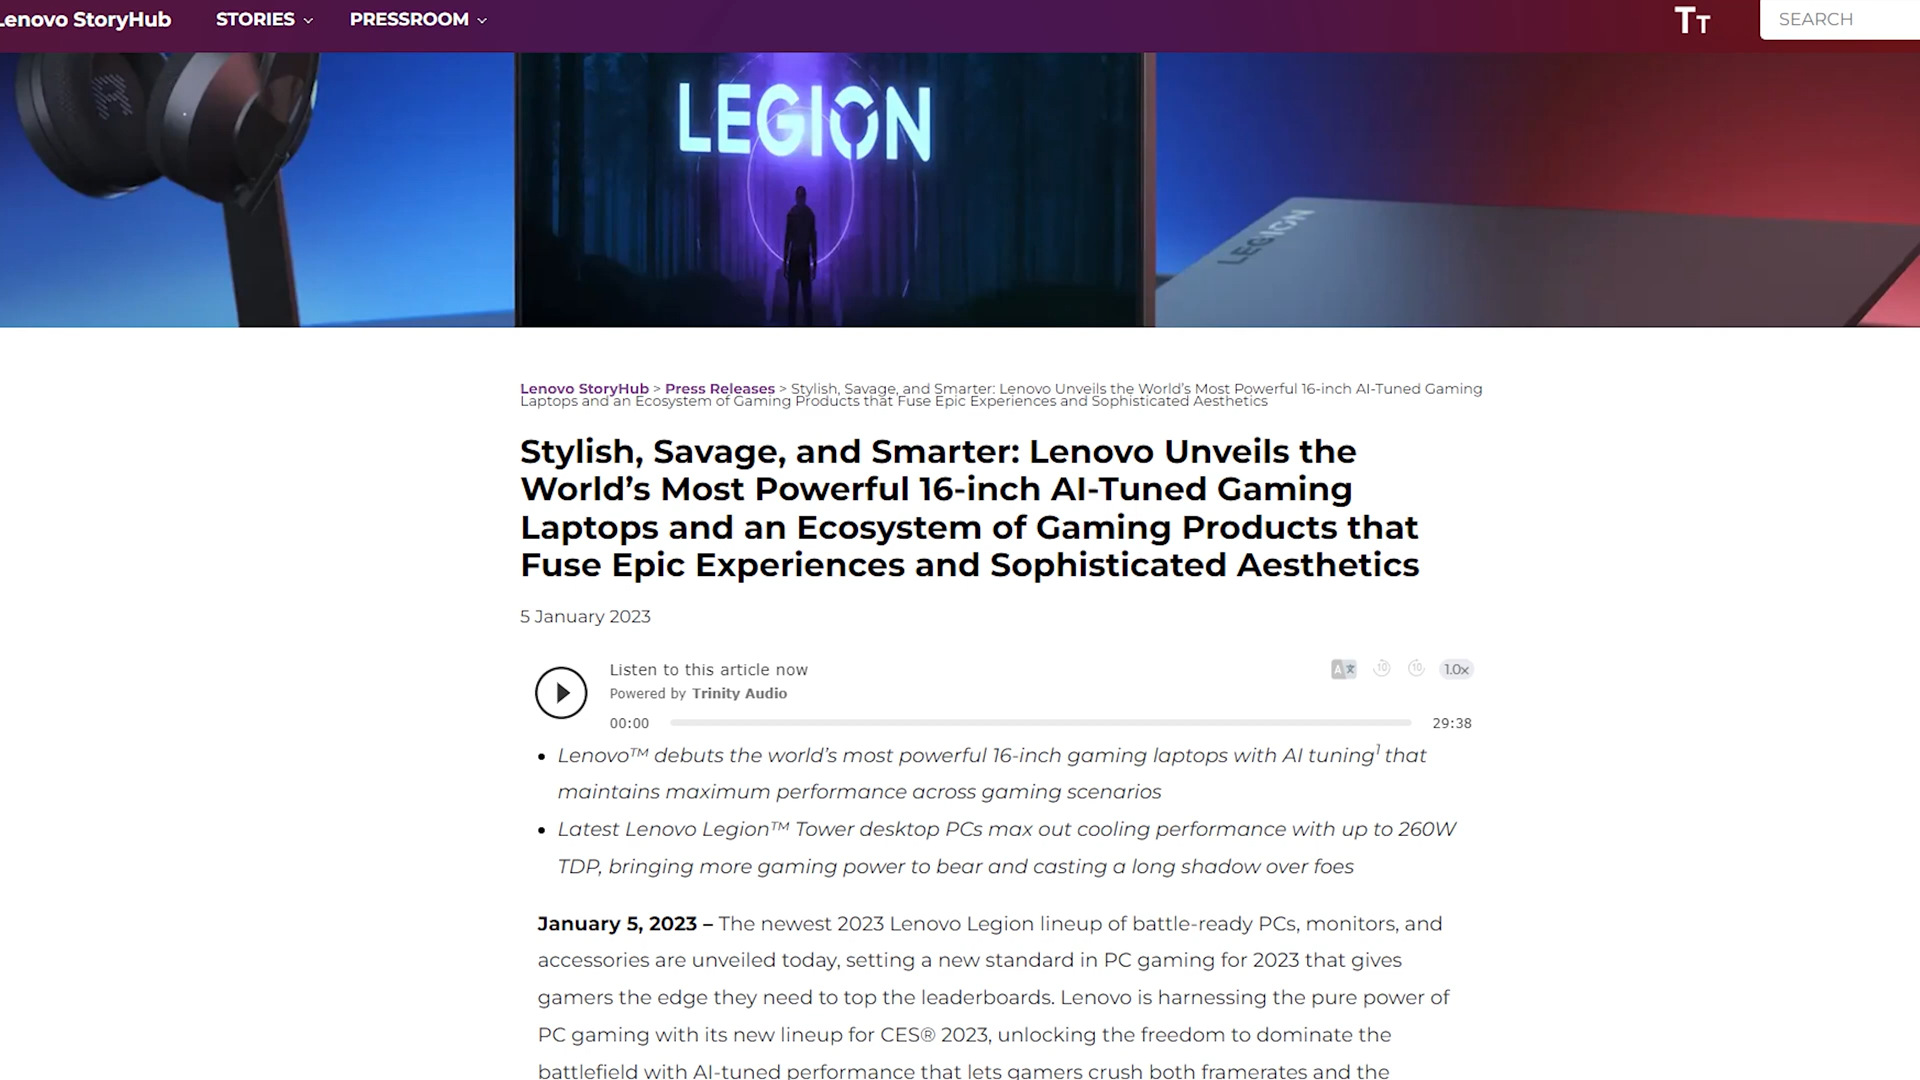 Lenovo StoryHub STORIES PRESSROOM TT SEARCH
LEGION
LEGION
Lenovo StoryHub > Press Releases > Stylish, Savage, and Smarter: Lenovo Unveils the World’s Most Powerful 16-inch AI-Tuned Gaming
Laptops and an Ecosystem of Gaming Products that Fuse Epic Experiences and Sophisticated Aesthetics
Stylish, Savage, and Smarter: Lenovo Unveils the
World’s Most Powerful 16-inch AI-Tuned Gaming
Laptops and an Ecosystem of Gaming Products that
Fuse Epic Experiences and Sophisticated Aesthetics
5 January 2023
Listen to this article now 10 10 1.0x
Powered by Trinity Audio
00:00 29:38
• Lenovo™ debuts the world’s most powerful 16-inch gaming laptops with AI tuning¹ that
maintains maximum performance across gaming scenarios
• Latest Lenovo Legion™ Tower desktop PCs max out cooling performance with up to 260W
TDP, bringing more gaming power to bear and casting a long shadow over foes
January 5, 2023 – The newest 2023 Lenovo Legion lineup of battle-ready PCs, monitors, and
accessories are unveiled today, setting a new standard in PC gaming for 2023 that gives
gamers the edge they need to top the leaderboards. Lenovo is harnessing the pure power of
PC gaming with its new lineup for CES® 2023, unlocking the freedom to dominate the
battlefield with AI-tuned performance that lets gamers crush both framerates and the